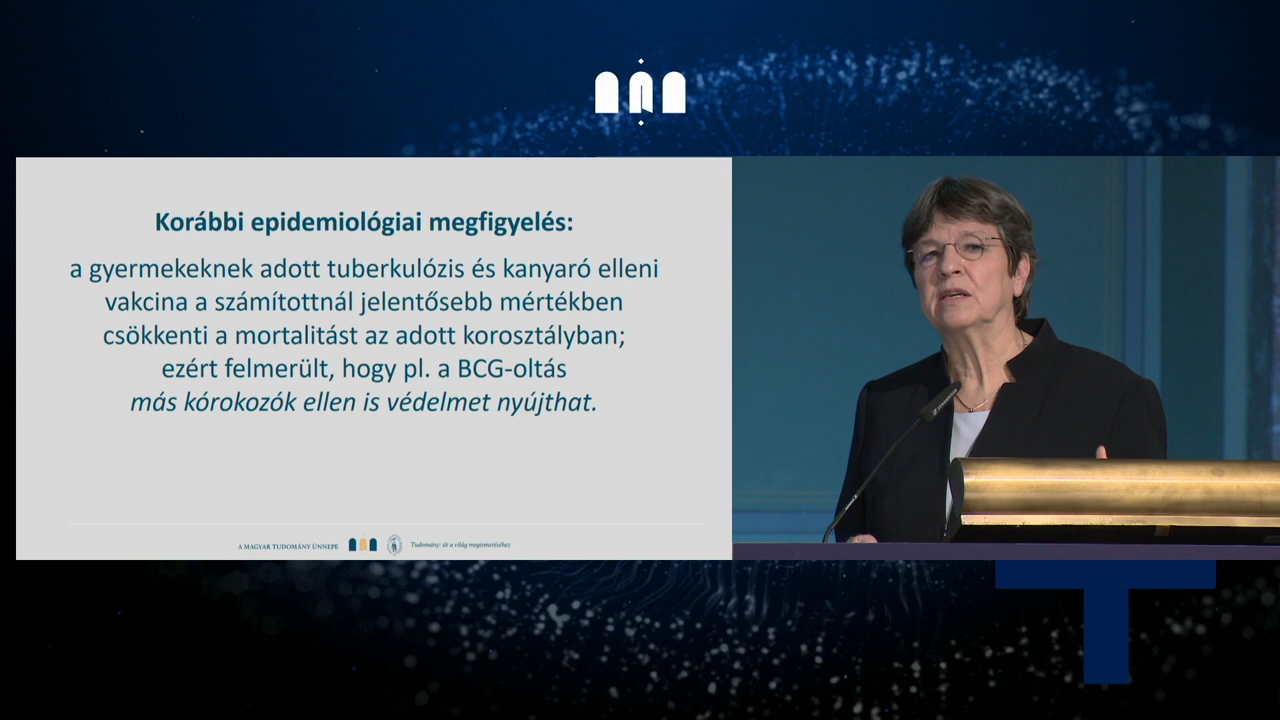 Korábbi epidemiológiai megfigyelés:
a gyermekeknek adott tuberkulózis és kanyaró elleni
vakcina a számítottnál jelentősebb mértékben
csökkenti a mortalitást az adott korosztályban;
ezért felmerült, hogy pl. a BCG-oltás
más kórokozók ellen is védelmet nyújthat.
A MAGYAR TUDOMÁNY ÜNNEPE
Tudomány: út a világ megismeréséhez